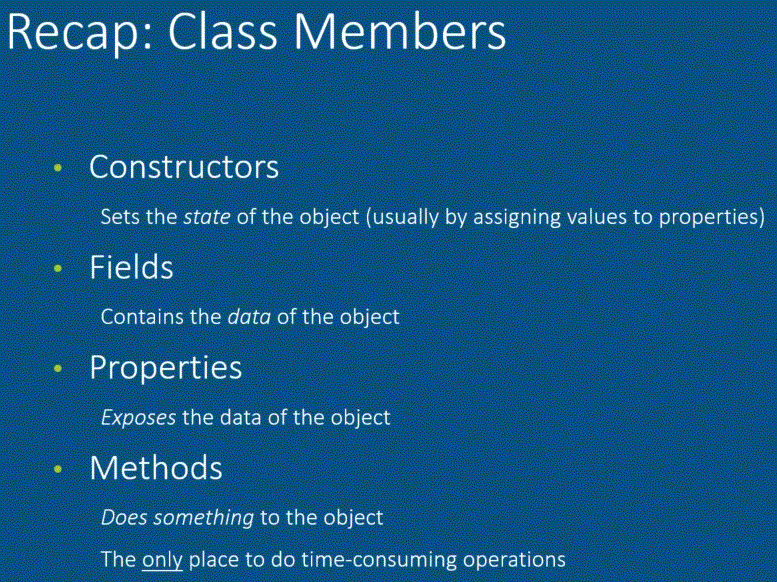 Recap: Class Members
• Constructors
Sets the state of the object (usually by assigning values to properties)
• Fields
Contains the data of the object
• Properties
Exposes the data of the object
• Methods
Does something to the object
The only place to do time-consuming operations